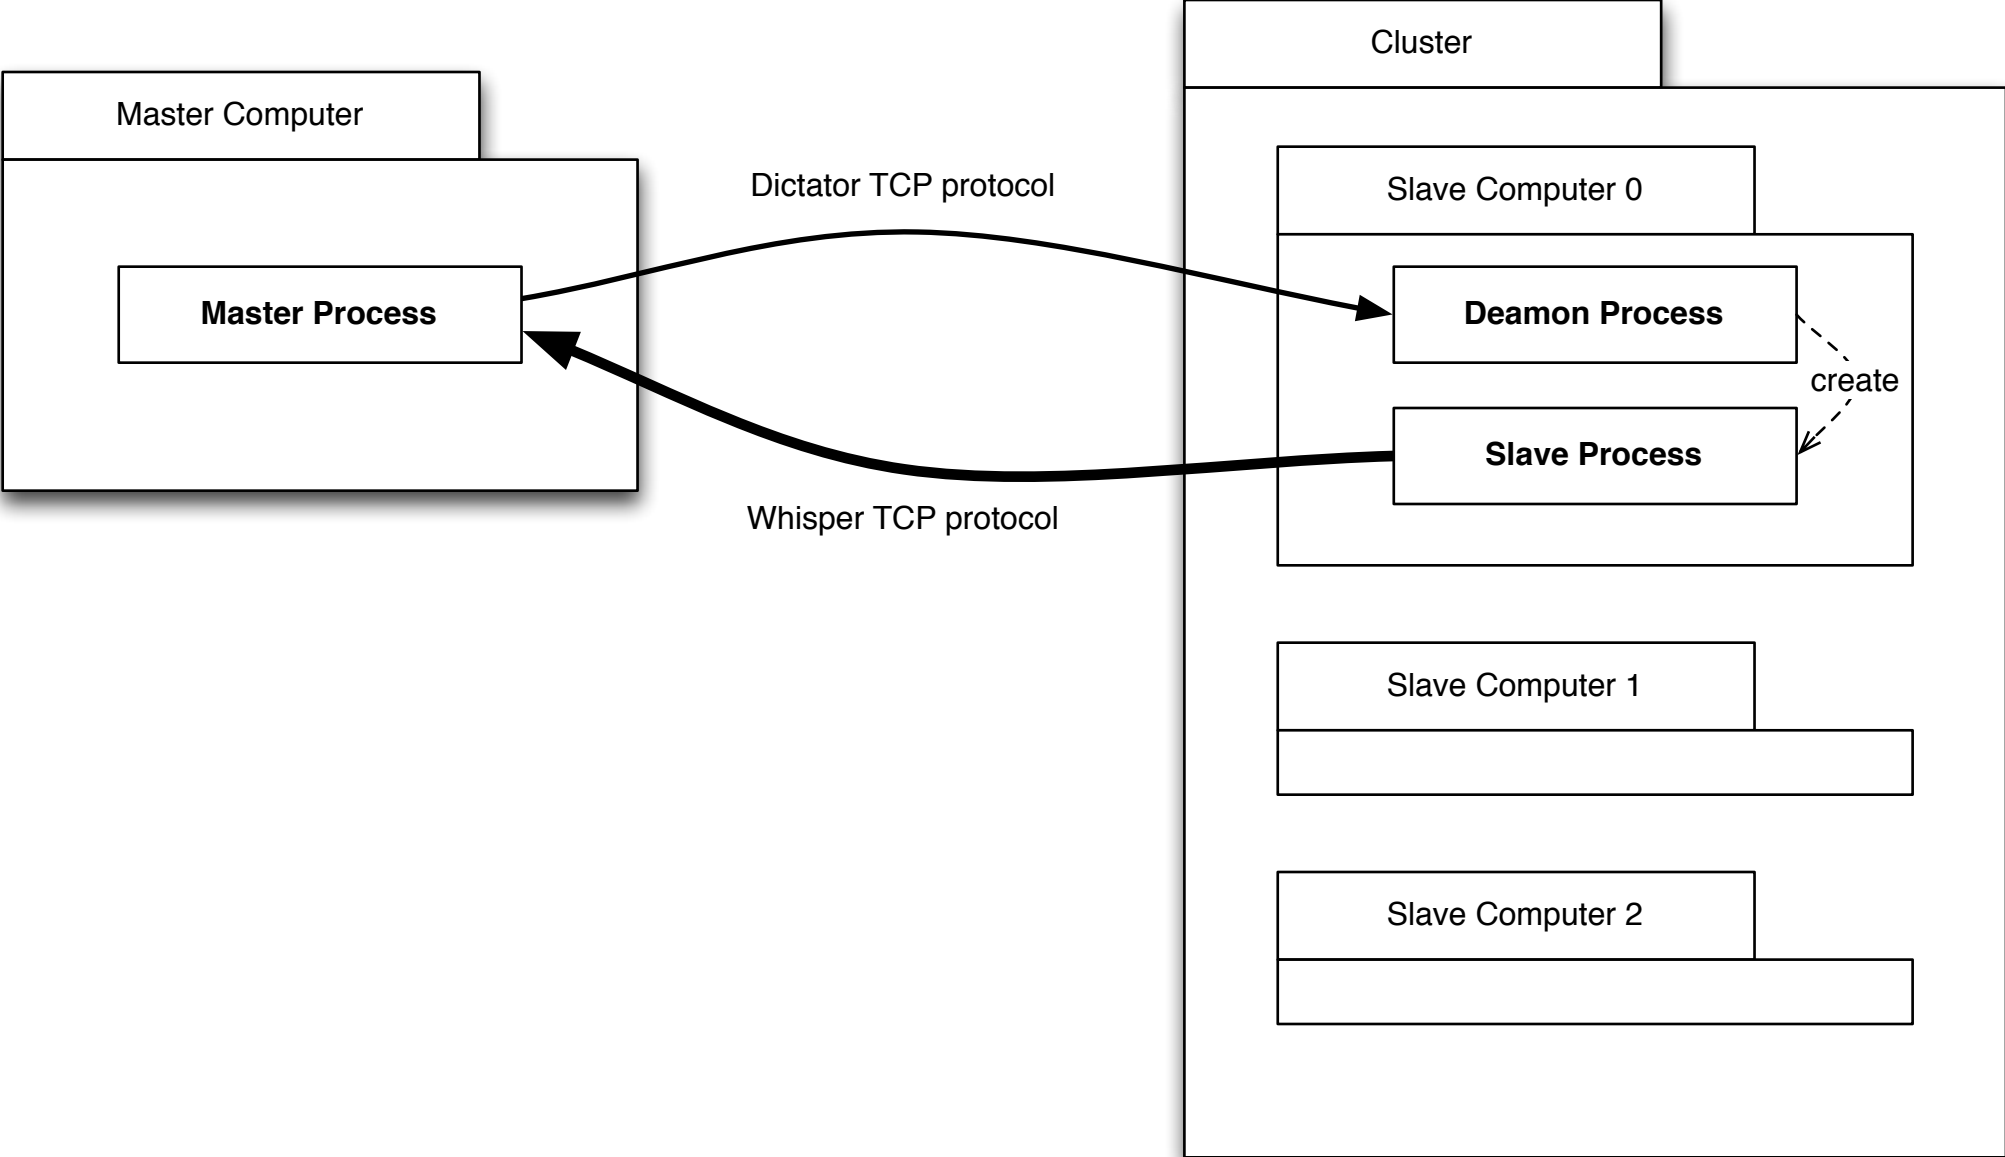 Cluster
Master Computer
Dictator TCP protocol
Slave Computer 0
Master Process
Deamon Process
create
Slave Process
Whisper TCP protocol
Slave Computer 1
Slave Computer 2